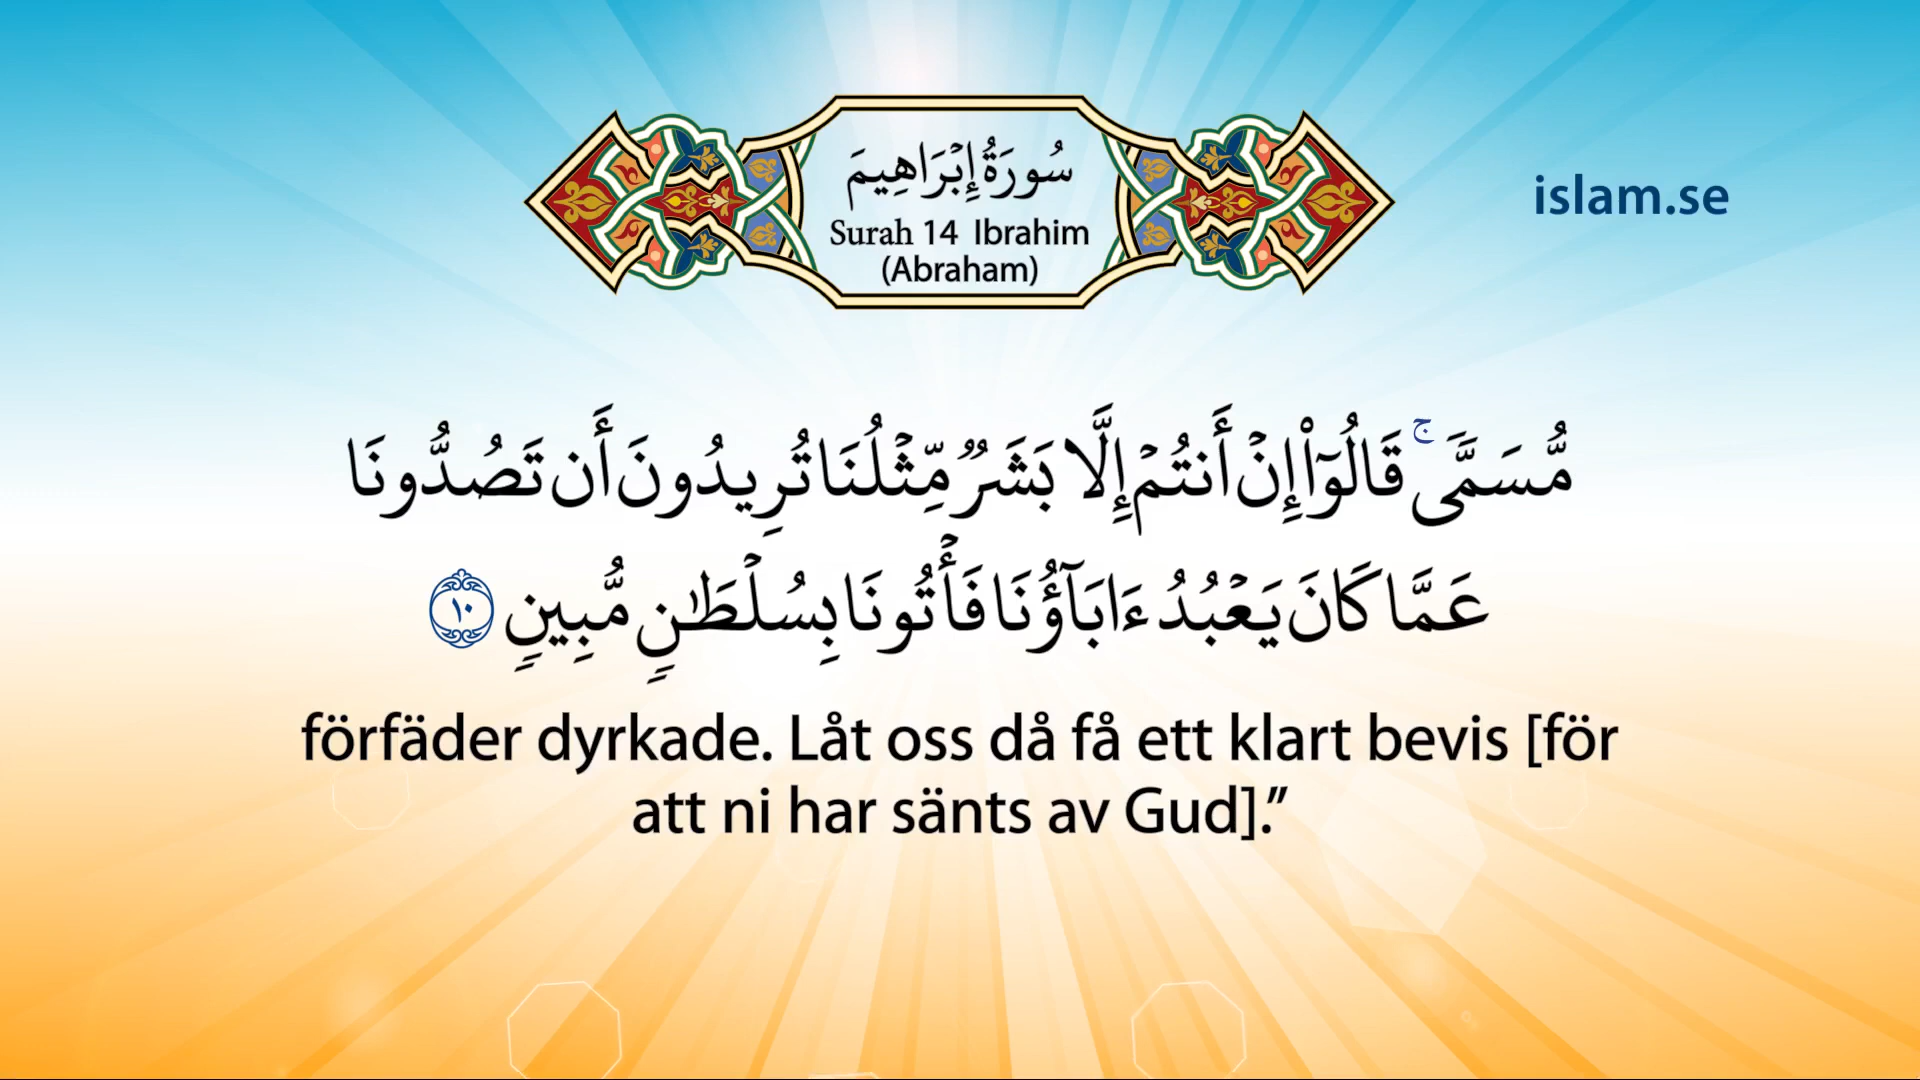 سُورَةُ إِبْرَاهِيمَ
Surah 14 Ibrahim
(Abraham)
islam.se
مُّسَمًّى ۚ قَالُوٓا۟ إِنْ أَنتُمْ إِلَّا بَشَرٌ مِّثْلُنَا تُرِيدُونَ أَن تَصُدُّونَا
عَمَّا كَانَ يَعْبُدُ ءَابَآؤُنَا فَأْتُونَا بِسُلْطَـٰنٍ مُّبِينٍ ١٠
förfäder dyrkade. Låt oss då få ett klart bevis [för
att ni har sänts av Gud].”